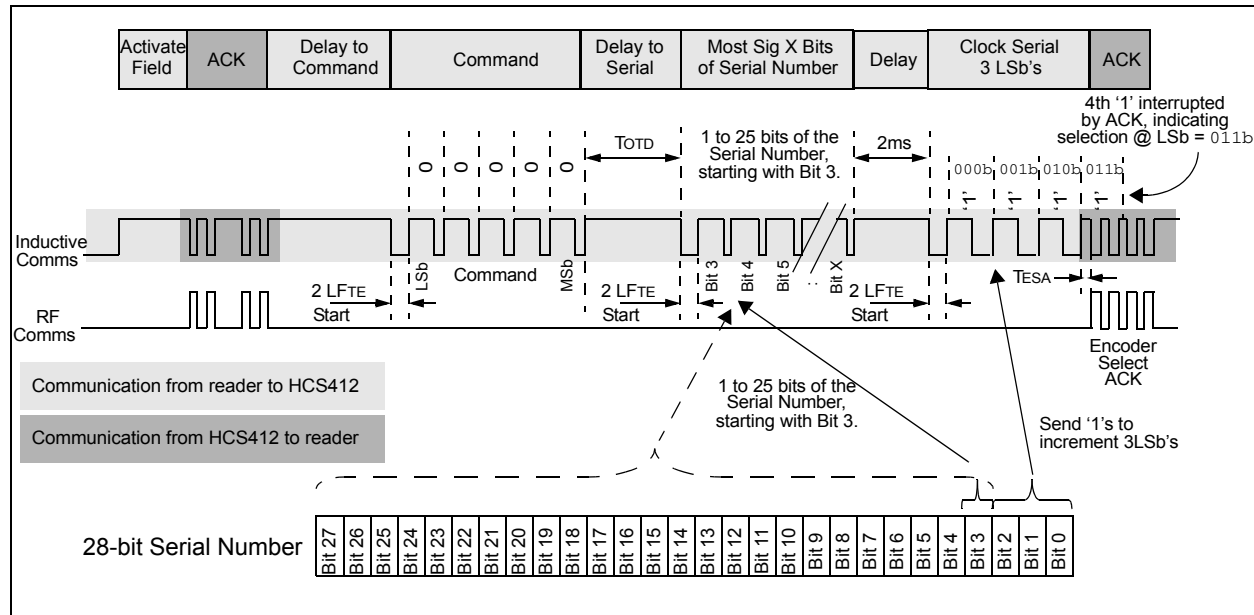 Activate
Field
ACK
Delay to
Command
Command
Delay to
Serial
Most Sig X Bits
of Serial Number
Delay
Clock Serial
3 LSb's
ACK
4th ‘1’ interrupted
by ACK, indicating
selection @ LSb = 011b
0
0
0
0
0
TOTD
1 to 25 bits of the
Serial Number,
starting with Bit 3.
2ms
000b
001b
010b
011b
‘1’
‘1’
‘1’
‘1’
Inductive
Comms
LSb
Command
MSb
Bit 3
Bit 4
Bit 5
: :
Bit X
TESA
2 LFTE
Start
2 LFTE
Start
2 LFTE
Start
RF
Comms
Encoder
Select
ACK
Communication from reader to HCS412
Communication from HCS412 to reader
1 to 25 bits of the
Serial Number,
starting with Bit 3.
Send ‘1’s to
increment 3LSb's
28-bit Serial Number
Bit 27
Bit 26
Bit 25
Bit 24
Bit 23
Bit 22
Bit 21
Bit 20
Bit 19
Bit 18
Bit 17
Bit 16
Bit 15
Bit 14
Bit 13
Bit 12
Bit 11
Bit 10
Bit 9
Bit 8
Bit 7
Bit 6
Bit 5
Bit 4
Bit 3
Bit 2
Bit 1
Bit 0